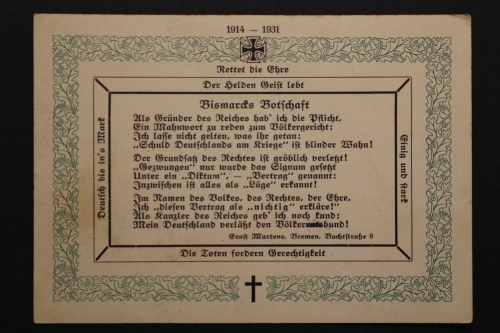 1914 — 1931
Rettet die Ehre
Der Helden Geist lebt
Deutsch bis in's Mark
Bismarcks Botschaft
Als Gründer des Reiches hab' ich die Pflicht,
Ein Mahnwort zu reden zum Völkergericht:
Ich lasse nicht gelten, was ihr getan:
„Schuld Deutschlands am Kriege" ist blinder Wahn!
Der Grundsatz des Rechtes ist gröblich verletzt!
„Gezwungen" nur wurde das Signum gesetzt
Unter ein „Diktum", — „Vertrag" genannt:
Inzwischen ist alles als „Lüge" erkannt!
Im Namen des Volkes, des Rechtes, der Ehre,
Ich „diesen Vertrag als „nichtig" erkläre!"
Als Kanzler des Reiches geb' ich noch kund:
Mein Deutschland verläßt den Völkerbund!
Ernst Martens, Bremen, Buchtstraße 8
Einig und stark
Die Toten fordern Gerechtigkeit